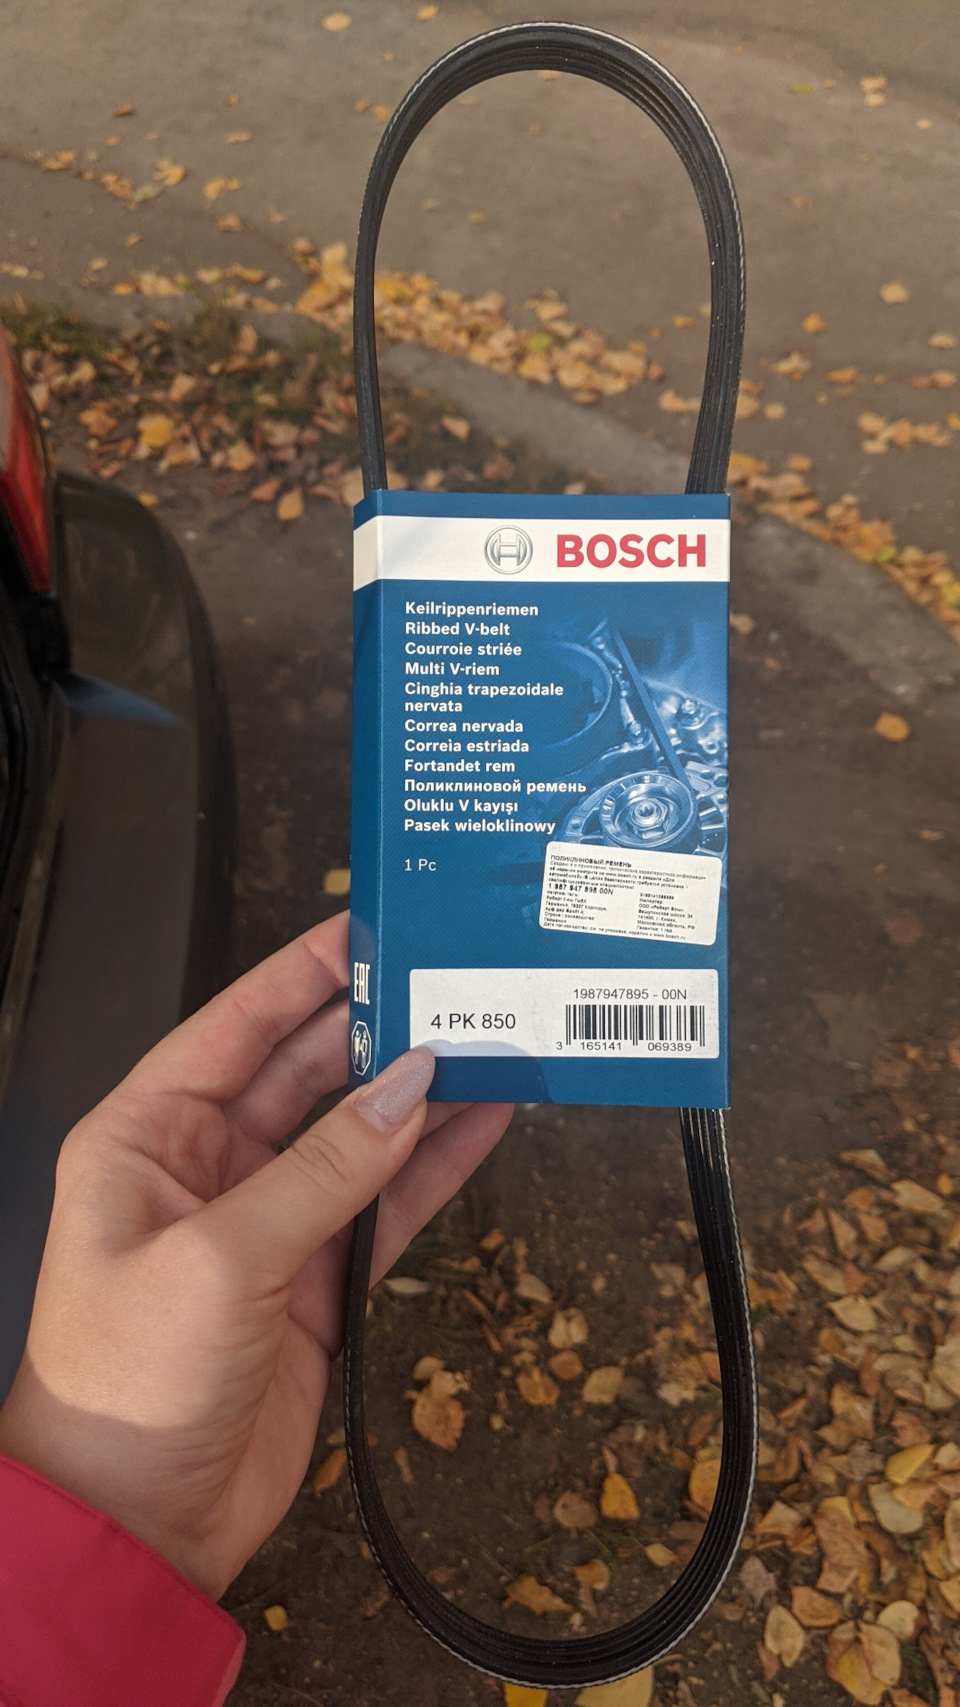 BOSCH
Keilrippenriemen
Ribbed V-belt
Courroie striée
Multi V-riem
Cinghia trapezoidale
nervata
Correa nervada
Correia estriada
Fortandet rem
Поликлиновой ремень
Oluklu V kayışı
Pasek wieloklinowy
1 Pc
ПОЛИКЛИНОВЫЙ РЕМЕНЬ
1 987 947 895 00N
EAC
1987947895 - 00N
4 PK 850
3 165141 069389